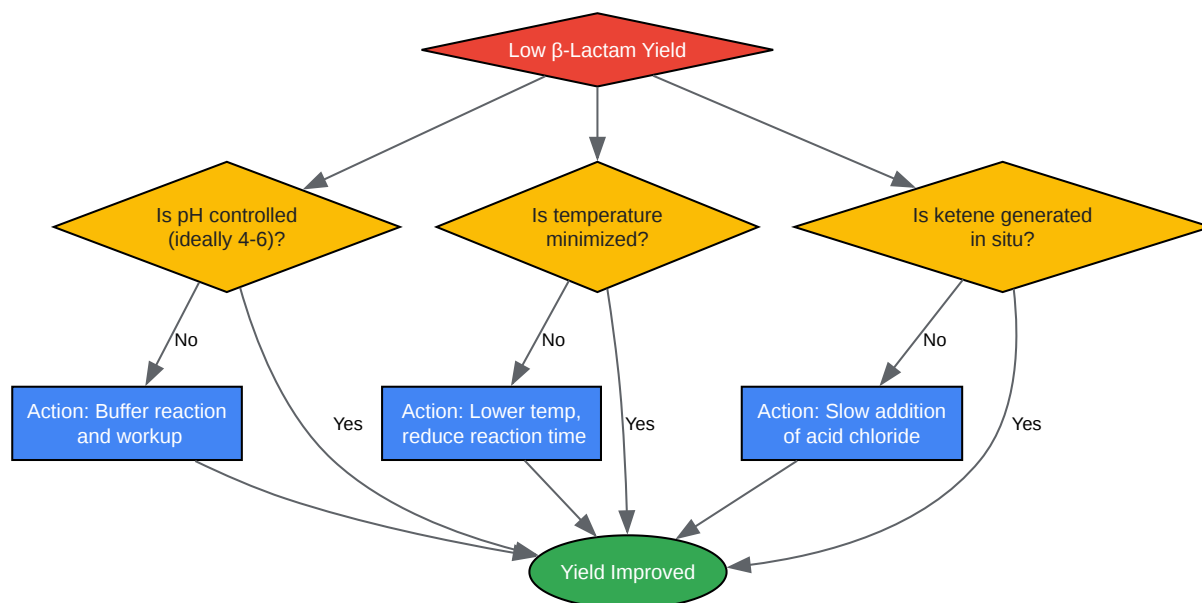 Low β-Lactam Yield
Is pH controlled
(ideally 4-6)?
Is temperature
minimized?
Is ketene generated
in situ?
No
No
No
Action: Buffer reaction
and workup
Yes
Action: Lower temp,
reduce reaction time
Yes
Action: Slow addition
of acid chloride
Yes
Yield Improved